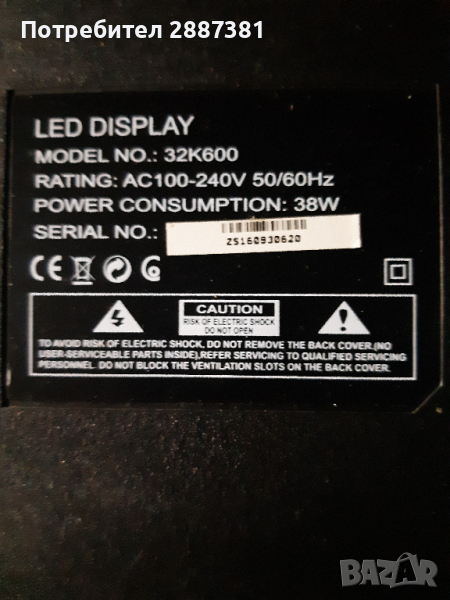 Потребител 2887381
LED DISPLAY
MODEL NO.: 32K600
RATING: AC100-240V 50/60Hz
POWER CONSUMPTION: 38W
SERIAL NO.:
ZS160930620
CE
CAUTION
RISK OF ELECTRIC SHOCK
DO NOT OPEN
TO AVOID RISK OF ELECTRIC SHOCK, DO NOT REMOVE THE BACK COVER.(NO
USER-SERVICEABLE PARTS INSIDE),REFER SERVICING TO QUALIFIED SERVICING
PERSONNEL. DO NOT BLOCK THE VENTILATION SLOTS ON THE BACK COVER.
BAZAR